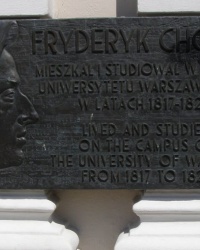 FRYDERYK CHO
MIESZKAŁ I STUDIOWAŁ W
UNIWERSYTETU WARSZAW
W LATACH 1817-182
LIVED AND STUDIE
ON THE CAMPUS O
THE UNIVERSITY OF W
FROM 1817 TO 182